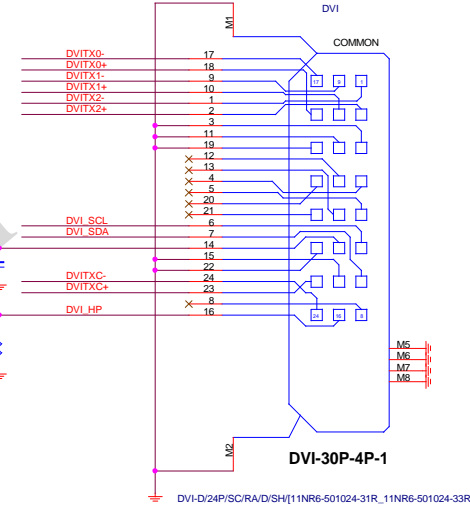 DVI
M1
COMMON
DVITX0- 17
DVITX0+ 18
DVITX1- 9
DVITX1+ 10
DVITX2- 1
DVITX2+ 2
3
11
19
12
13
4
5
20
21
DVI_SCL 6
DVI_SDA 7
14
15
22
DVITXC- 24
DVITXC+ 23
8
DVI_HP 16
17 9 1
24 16 8
M5
M6
M7
M8
M2
DVI-30P-4P-1
DVI-D/24P/SC/RA/D/SH/[11NR6-501024-31R_11NR6-501024-33R